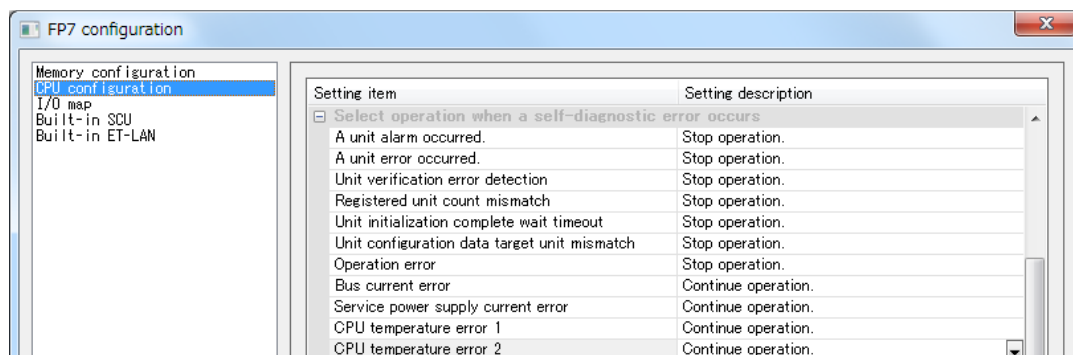 FP7 configuration
Memory configuration
CPU configuration
I/O map
Built-in SCU
Built-in ET-LAN
Setting item Setting description
Select operation when a self-diagnostic error occurs
A unit alarm occurred. Stop operation.
A unit error occurred. Stop operation.
Unit verification error detection Stop operation.
Registered unit count mismatch Stop operation.
Unit initialization complete wait timeout Stop operation.
Unit configuration data target unit mismatch Stop operation.
Operation error Stop operation.
Bus current error Continue operation.
Service power supply current error Continue operation.
CPU temperature error 1 Continue operation.
CPU temperature error 2 Continue operation.